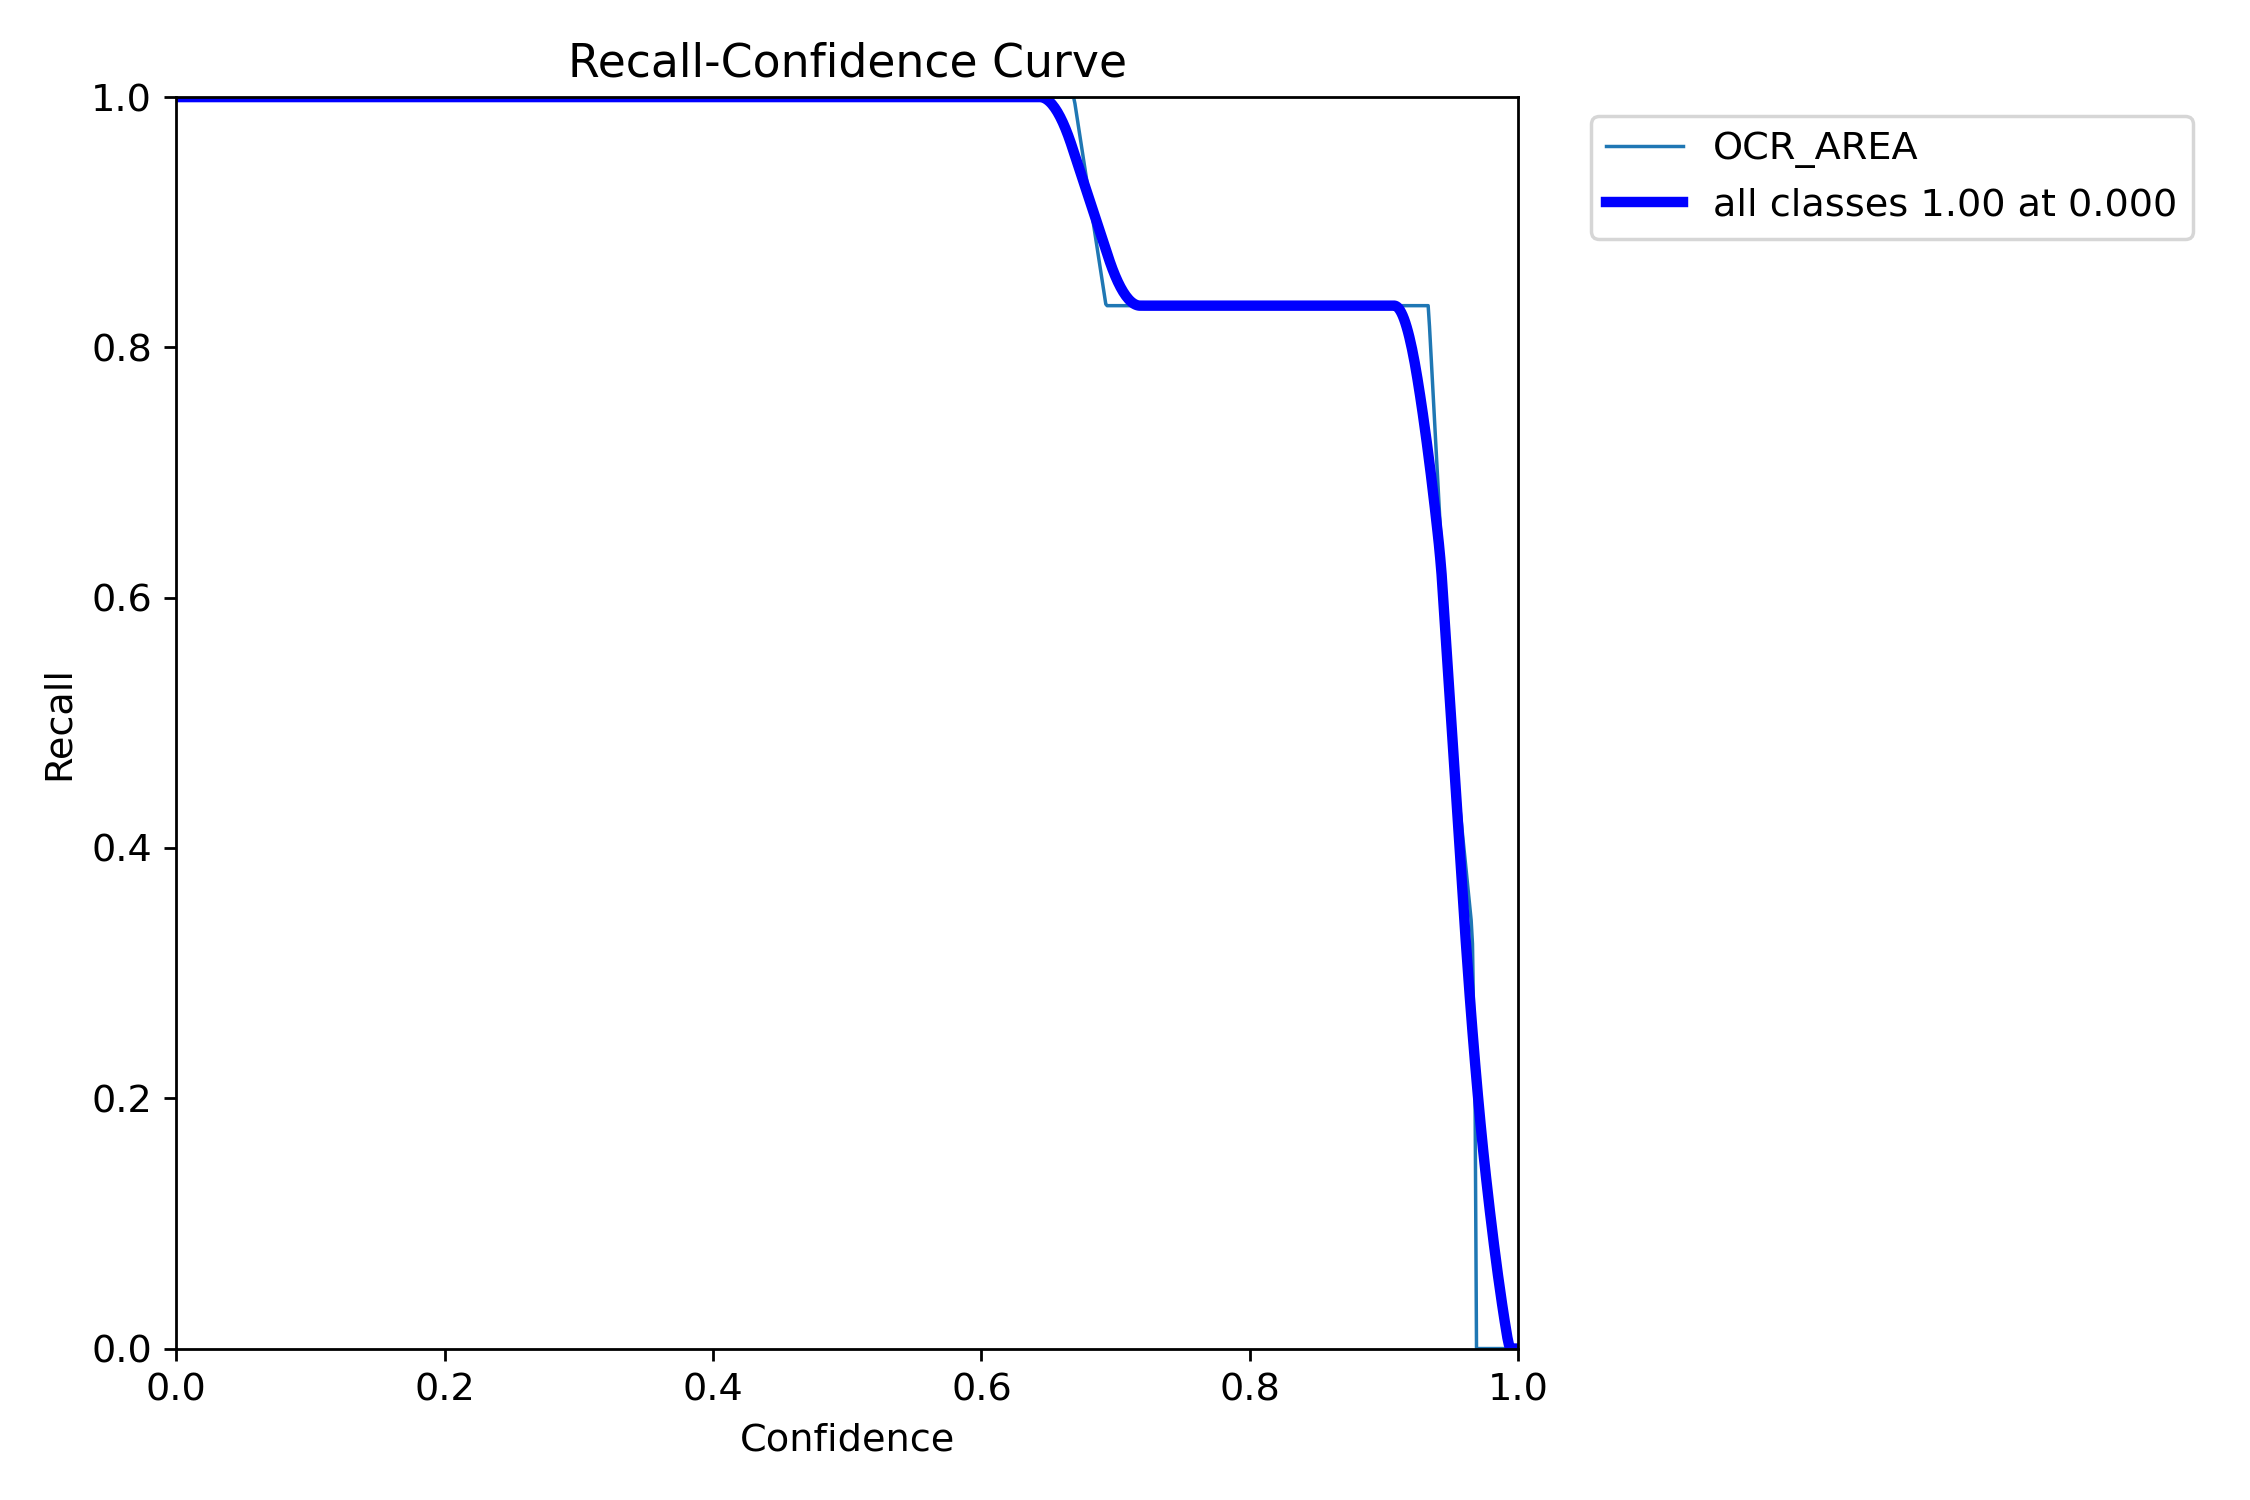 Recall-Confidence Curve
OCR_AREA
all classes 1.00 at 0.000
1.0
0.8
0.6
0.4
0.2
0.0
Recall
0.0 0.2 0.4 0.6 0.8 1.0
Confidence